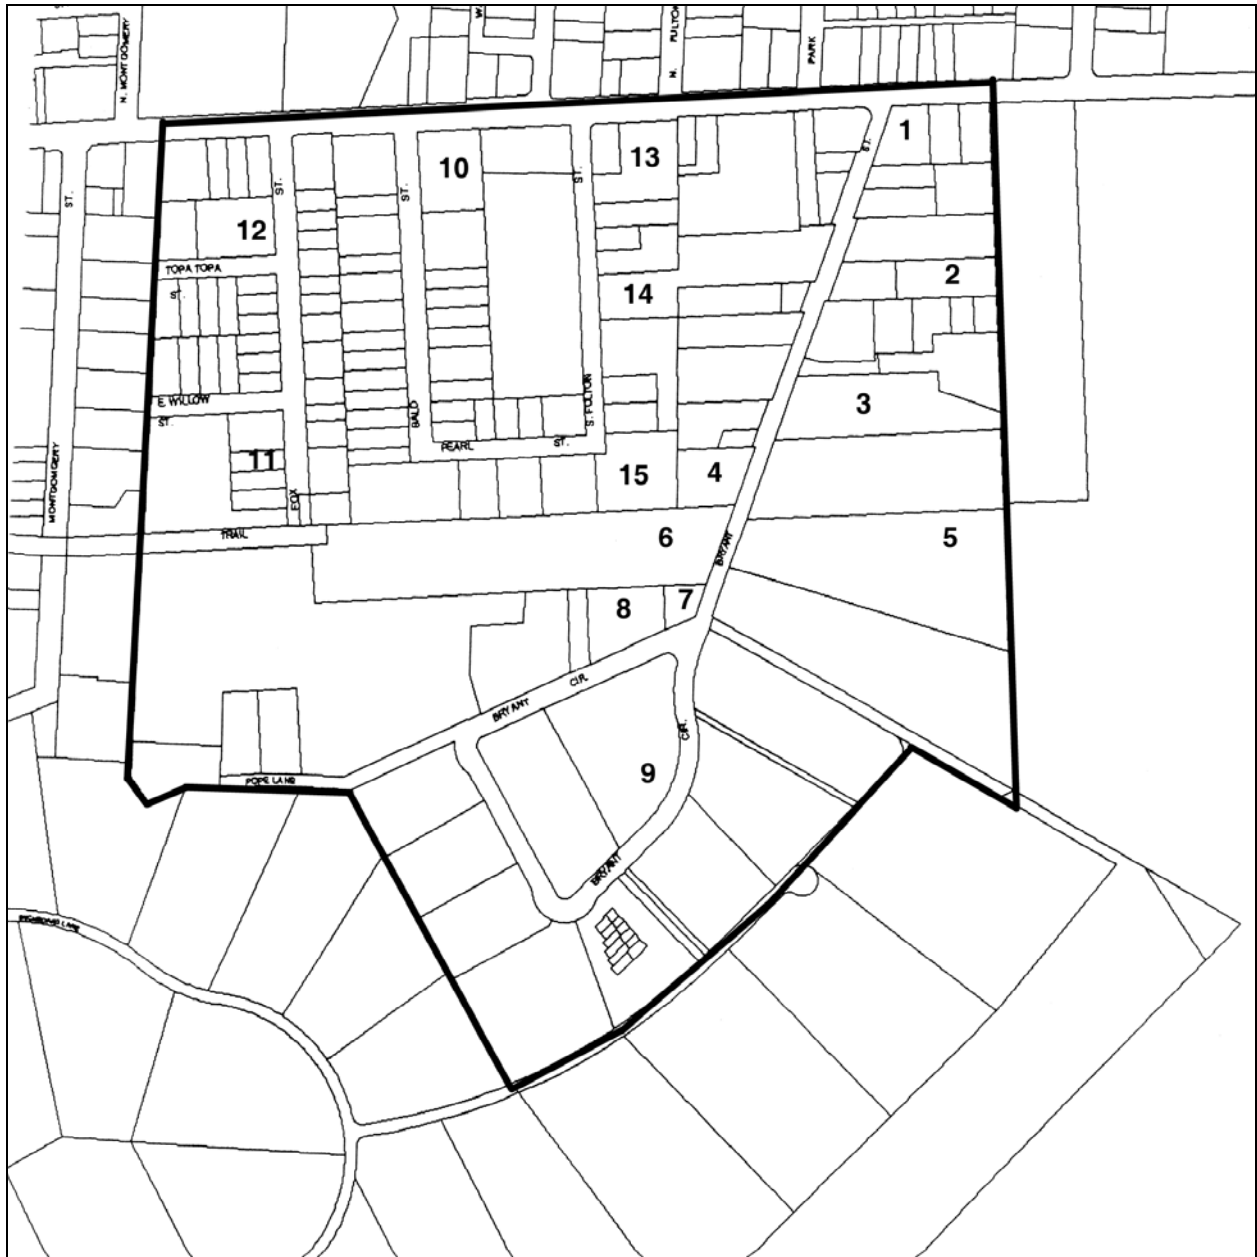 N. MONTGOMERY
N. FULTON
PARK
1
ST.
13
10
ST.
ST.
ST.
ST.
12
TOPA TOPA
ST.
2
14
E. WILLOW
ST.
BALD
S. FULTON
3
PEARL
ST.
11
15
4
MONTGOMERY
FOX
TRAIL
6
BRYANT
5
8
7
BRYANT
CIR.
CIR.
POPE LANE
9
BRYANT